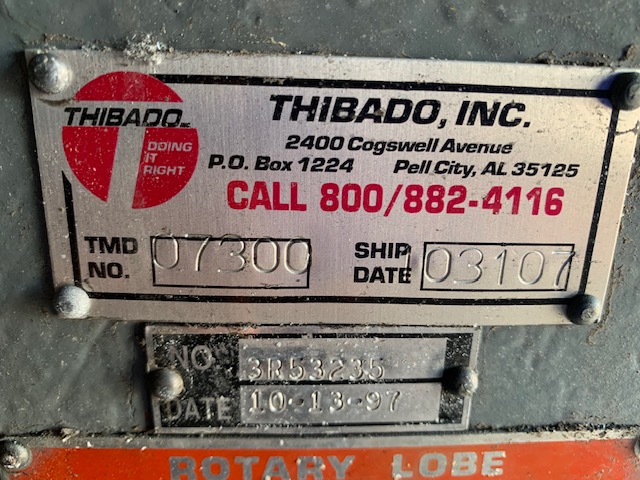 THIBADO INC.
DOING
IT
RIGHT
THIBADO, INC.
2400 Cogswell Avenue
P.O. Box 1224 Pell City, AL 35125
CALL 800/882-4116
TMD NO. 07300 SHIP DATE 03107
NO 3R53235
DATE 10-13-97
ROTARY LOBE